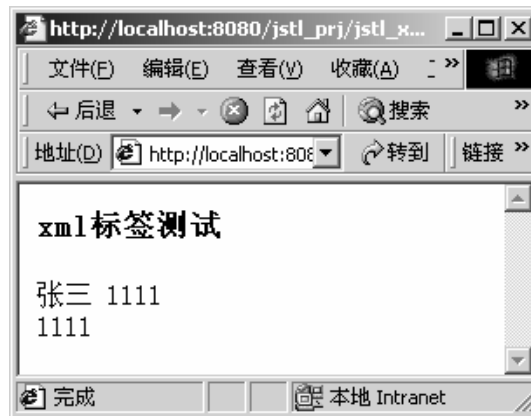 http://localhost:8080/jstl_prj/jstl_x...
文件(F) 编辑(E) 查看(V) 收藏(A) »
后退 搜索 »
地址(D) http://localhost:808 转到 链接 »
xml标签测试
张三 1111
1111
完成 本地 Intranet